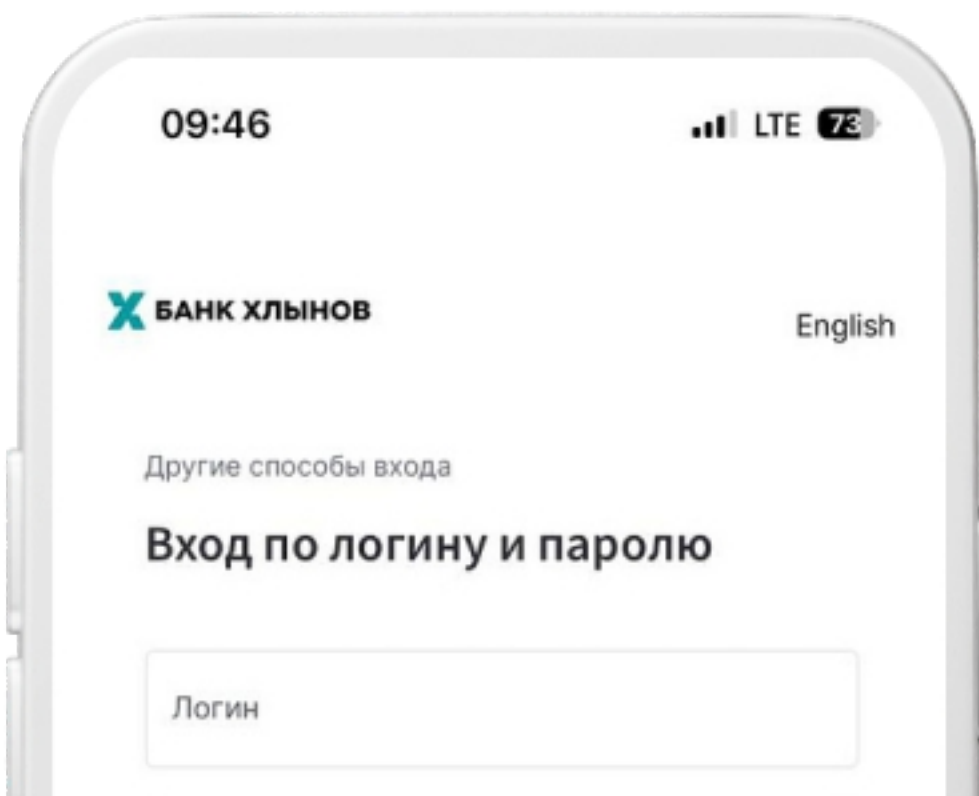 09:46
LTE 73
БАНК ХЛЫНОВ
English
Другие способы входа
Вход по логину и паролю
Логин